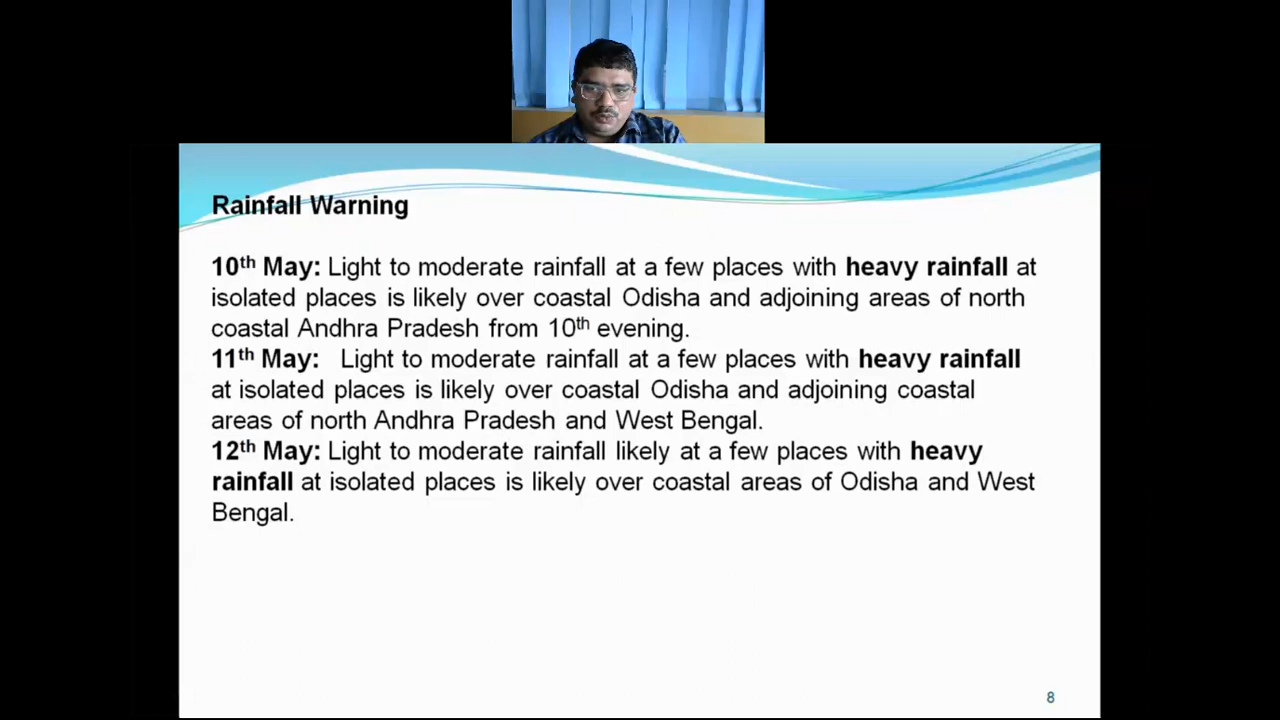 Rainfall Warning
10th May: Light to moderate rainfall at a few places with heavy rainfall at
isolated places is likely over coastal Odisha and adjoining areas of north
coastal Andhra Pradesh from 10th evening.
11th May: Light to moderate rainfall at a few places with heavy rainfall
at isolated places is likely over coastal Odisha and adjoining coastal
areas of north Andhra Pradesh and West Bengal.
12th May: Light to moderate rainfall likely at a few places with heavy
rainfall at isolated places is likely over coastal areas of Odisha and West
Bengal.
8